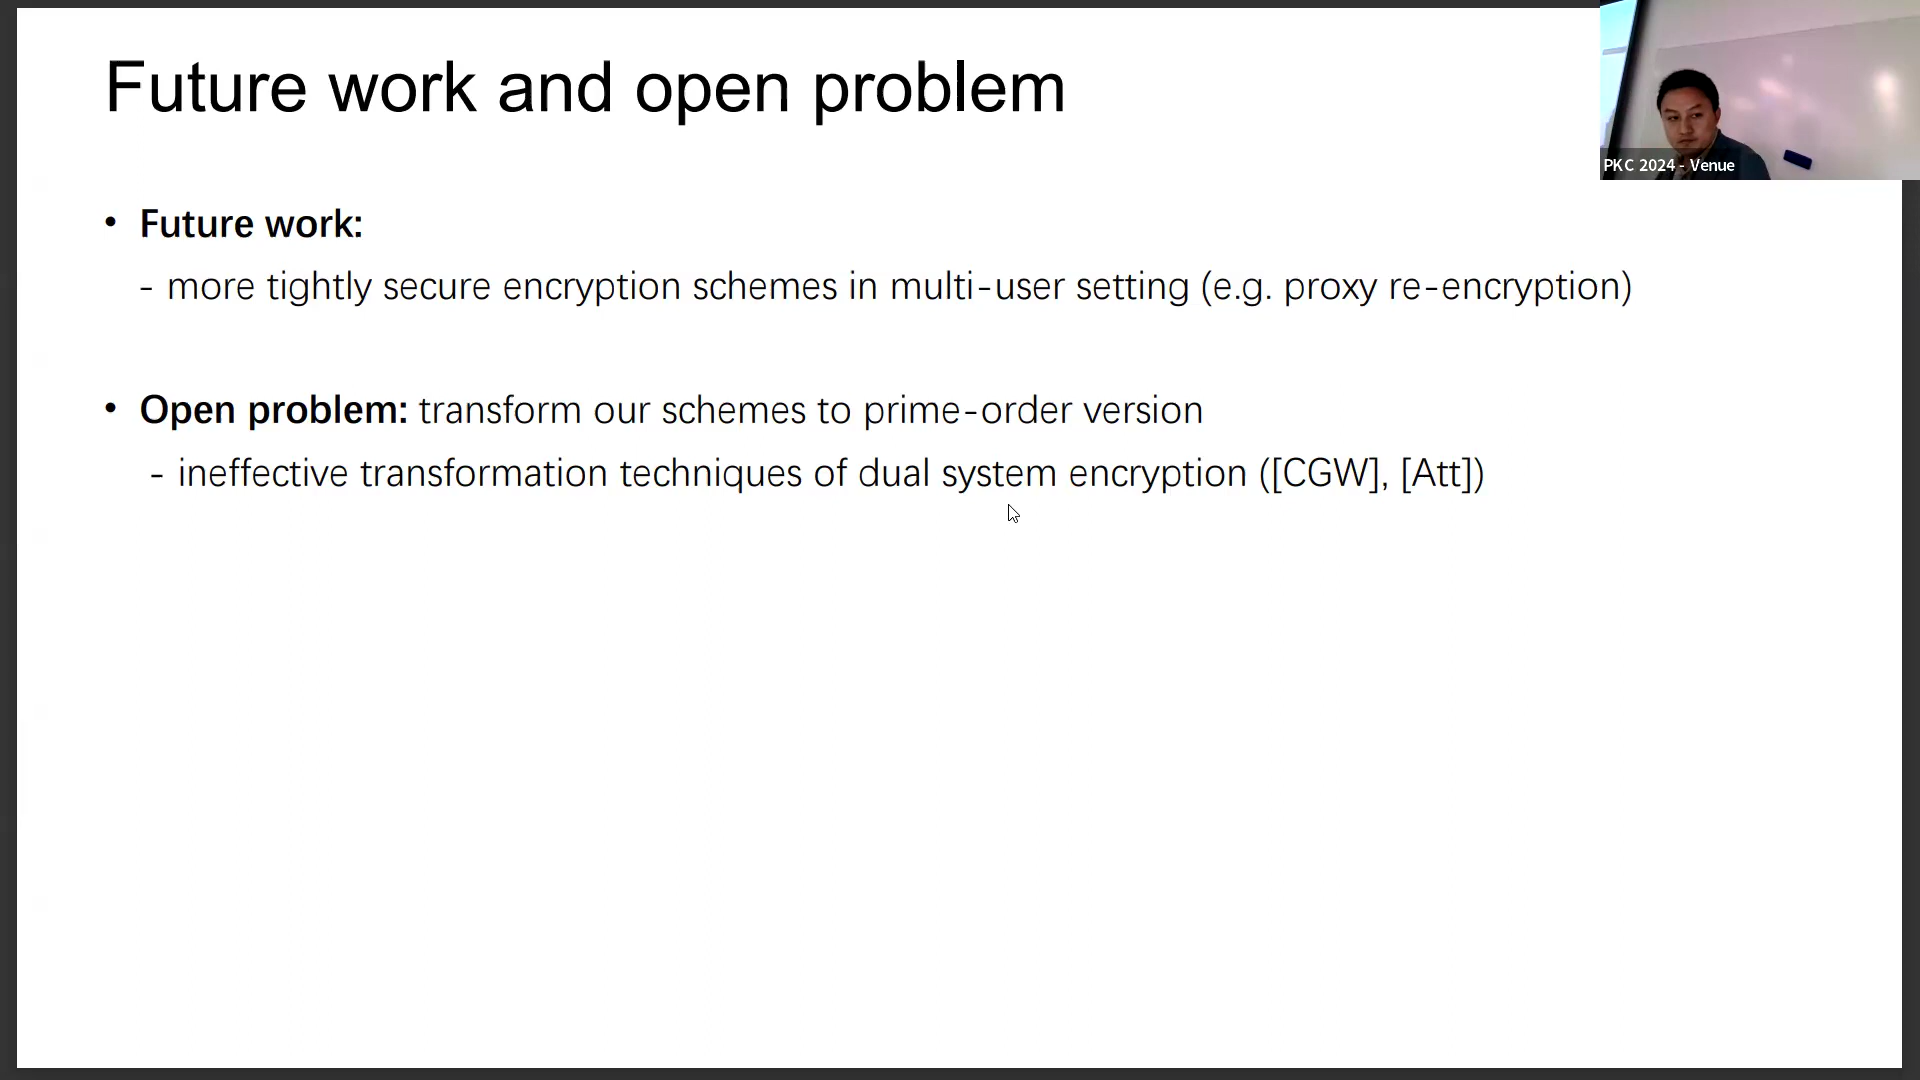 Future work and open problem
PKC 2024 - Venue
• Future work:
- more tightly secure encryption schemes in multi-user setting (e.g. proxy re-encryption)
• Open problem: transform our schemes to prime-order version
- ineffective transformation techniques of dual system encryption ([CGW], [Att])